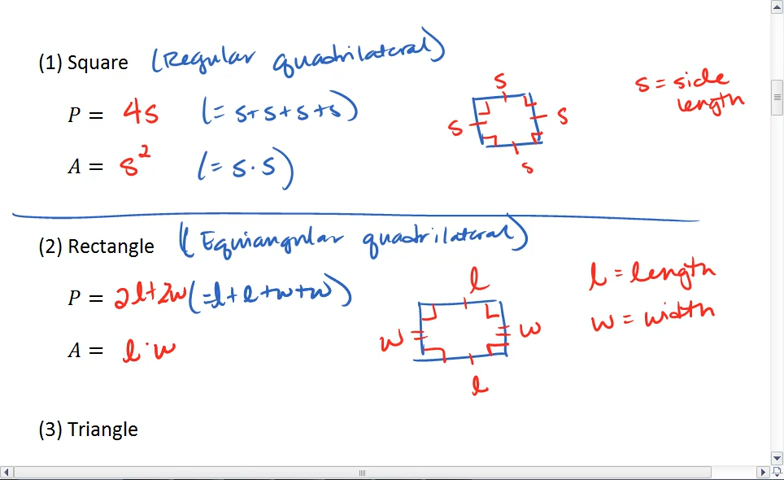 (1) Square (Regular quadrilateral)
P = 4s (= s+s+s+s)
A = s² (= s·s)
s
s
s
s
s = side length
(2) Rectangle (Equiangular quadrilateral)
P = 2l+2w (=l+l+w+w)
A = l·w
l
w
w
l
l = length
w = width
(3) Triangle